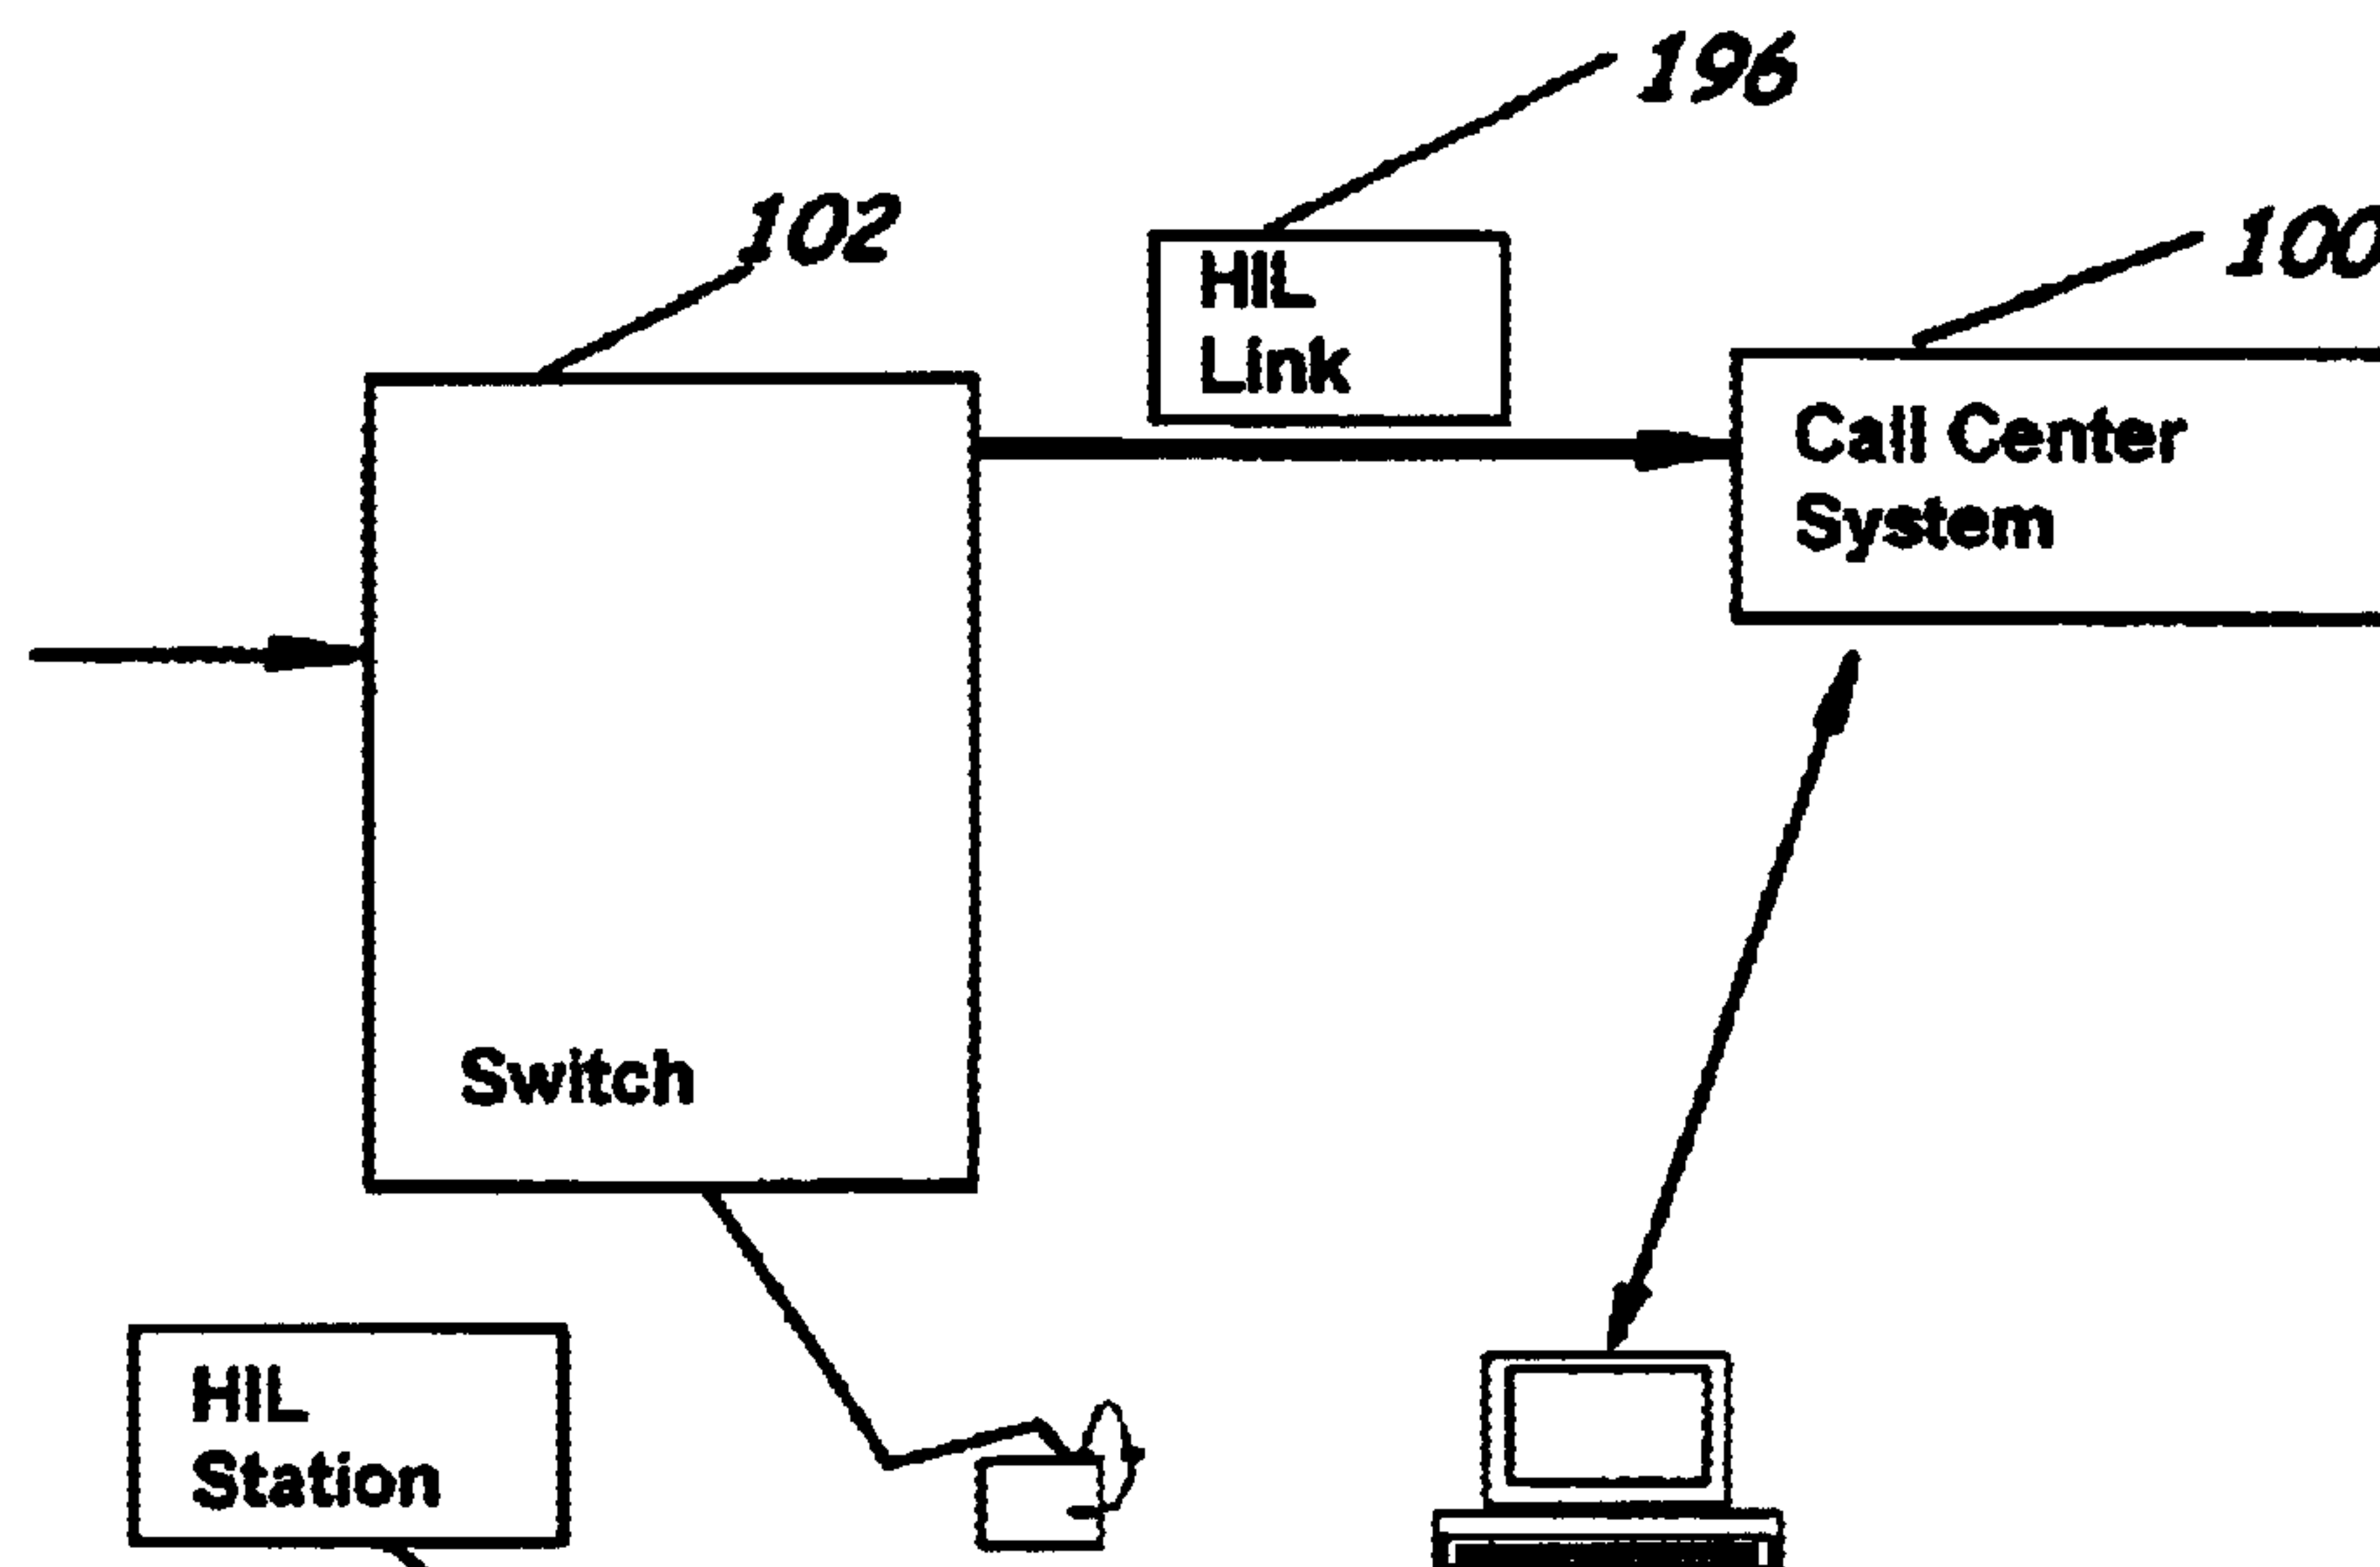 196
102
100
HIL
Link
Call Center
System
Switch
HIL
Station